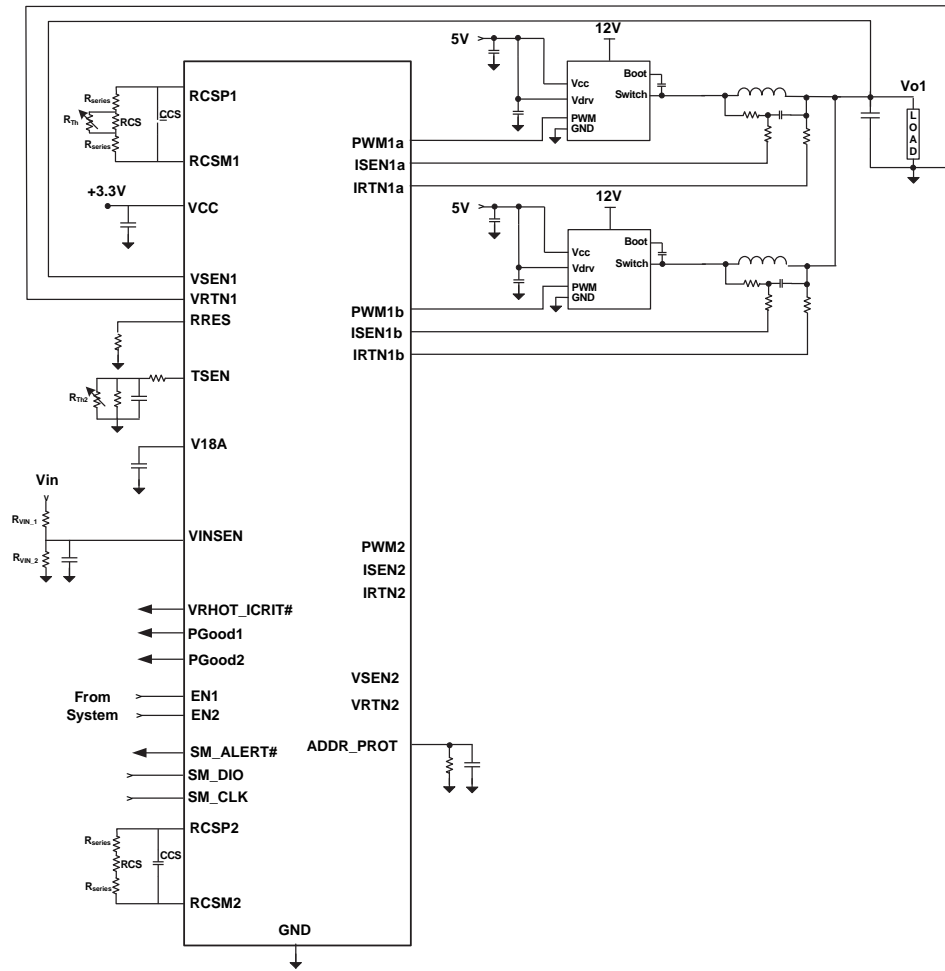 12V
5V
Boot
Vcc
Switch
Vdrv
PWM
GND
Vo1
LOAD
Rseries
RTh
RCS
Rseries
CCS
RCSP1
RCSM1
PWM1a
ISEN1a
IRTN1a
+3.3V
VCC
12V
5V
Boot
Vcc
Switch
Vdrv
PWM
GND
VSEN1
VRTN1
RRES
PWM1b
ISEN1b
IRTN1b
TSEN
RTh2
V18A
Vin
RVIN_1
RVIN_2
VINSEN
PWM2
ISEN2
IRTN2
VRHOT_ICRIT#
PGood1
PGood2
VSEN2
VRTN2
From
System
EN1
EN2
ADDR_PROT
SM_ALERT#
SM_DIO
SM_CLK
RCSP2
Rseries
RCS
Rseries
CCS
RCSM2
GND